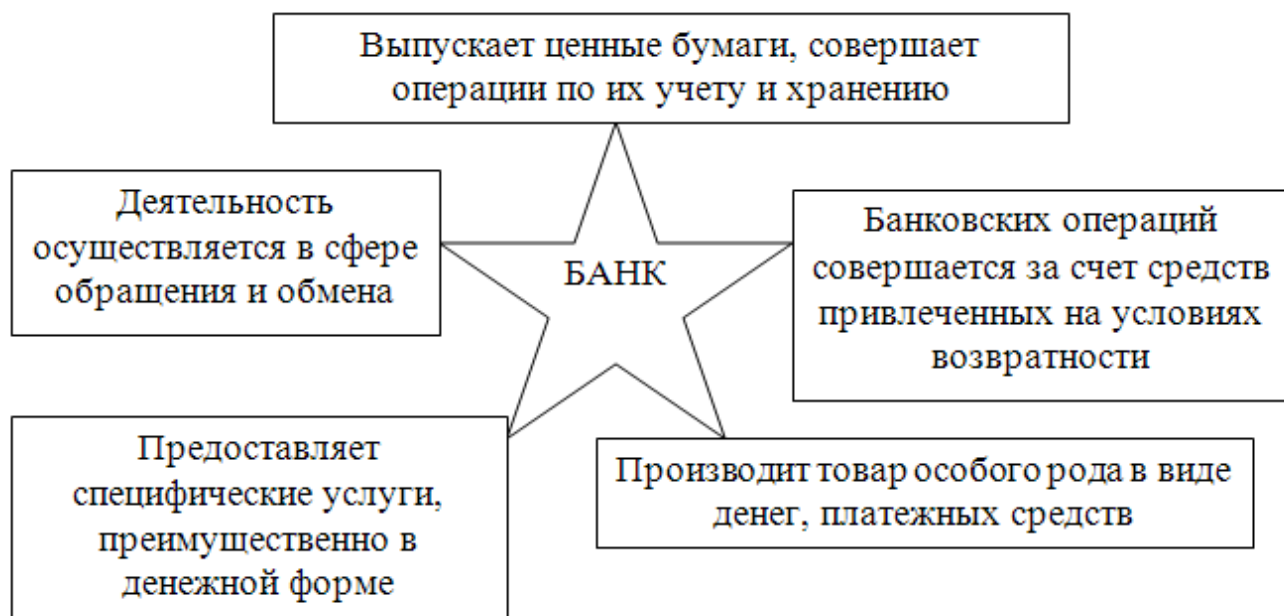 Выпускает ценные бумаги, совершает
операции по их учету и хранению
Деятельность
осуществляется в сфере
обращения и обмена
БАНК
Банковских операций
совершается за счет средств
привлеченных на условиях
возвратности
Предоставляет
специфические услуги,
преимущественно в
денежной форме
Производит товар особого рода в виде
денег, платежных средств